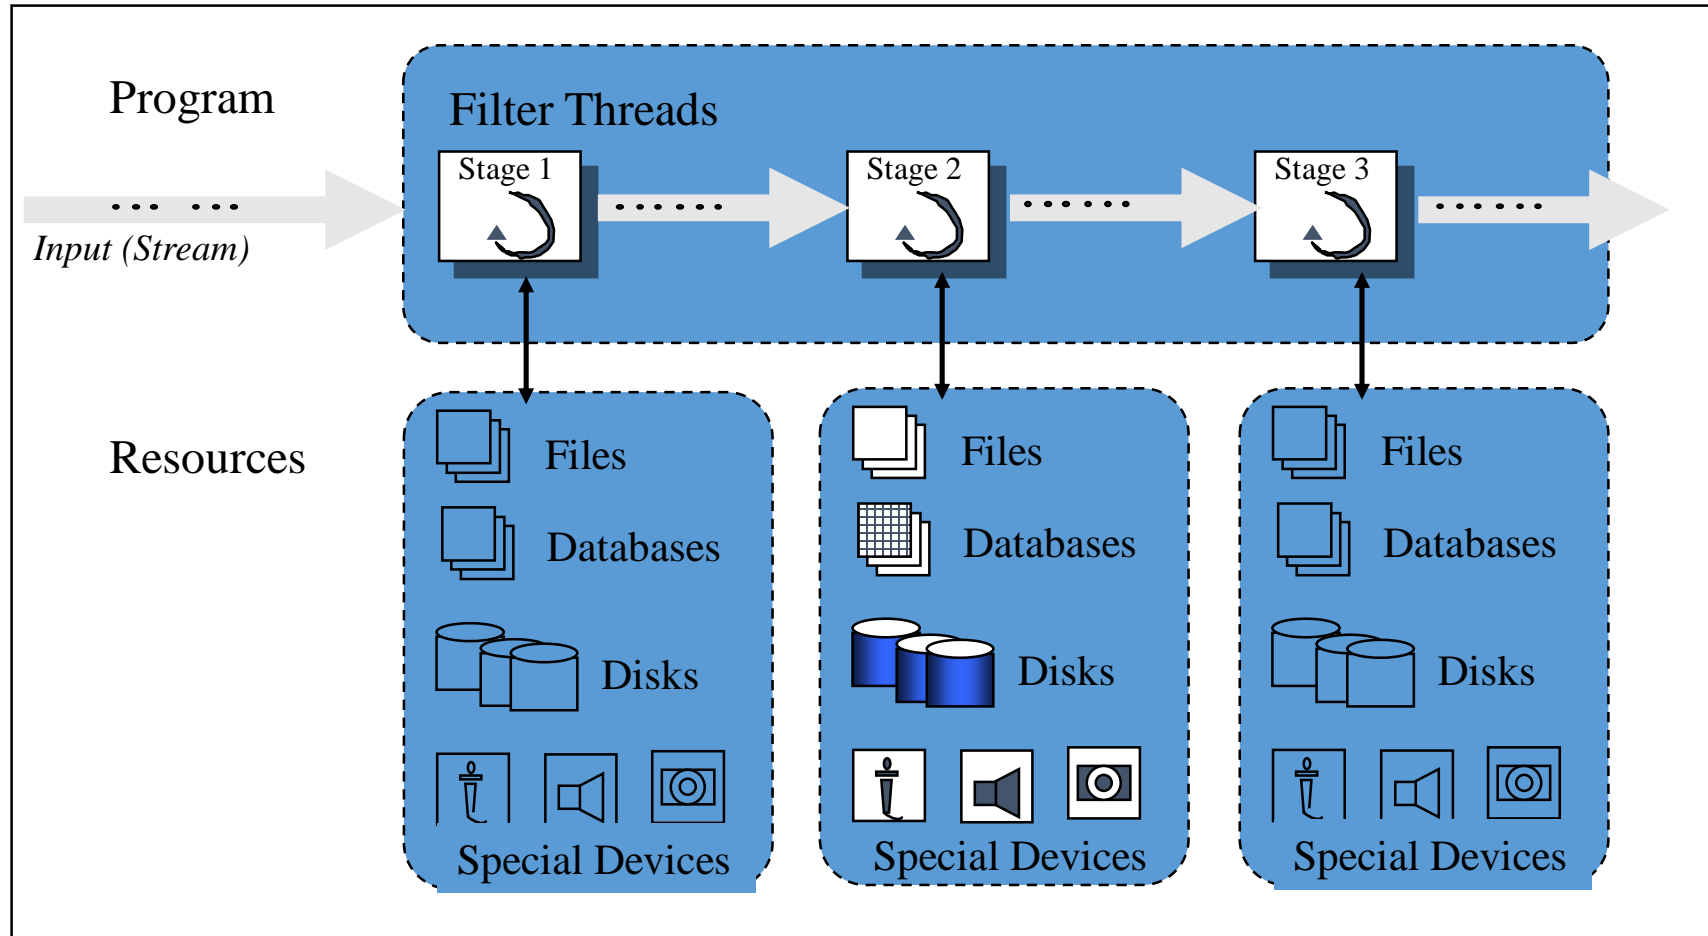 Program
Filter Threads
Stage 1
Stage 2
Stage 3
Input (Stream)
Resources
Files
Databases
Disks
Special Devices
Files
Databases
Disks
Special Devices
Files
Databases
Disks
Special Devices